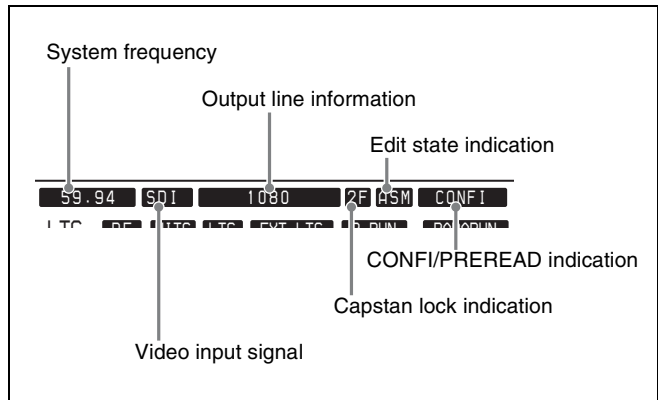 System frequency
Output line information
Edit state indication
59.94 SDI 1080 2F ASM CONFI
CONFI/PREREAD indication
Capstan lock indication
Video input signal